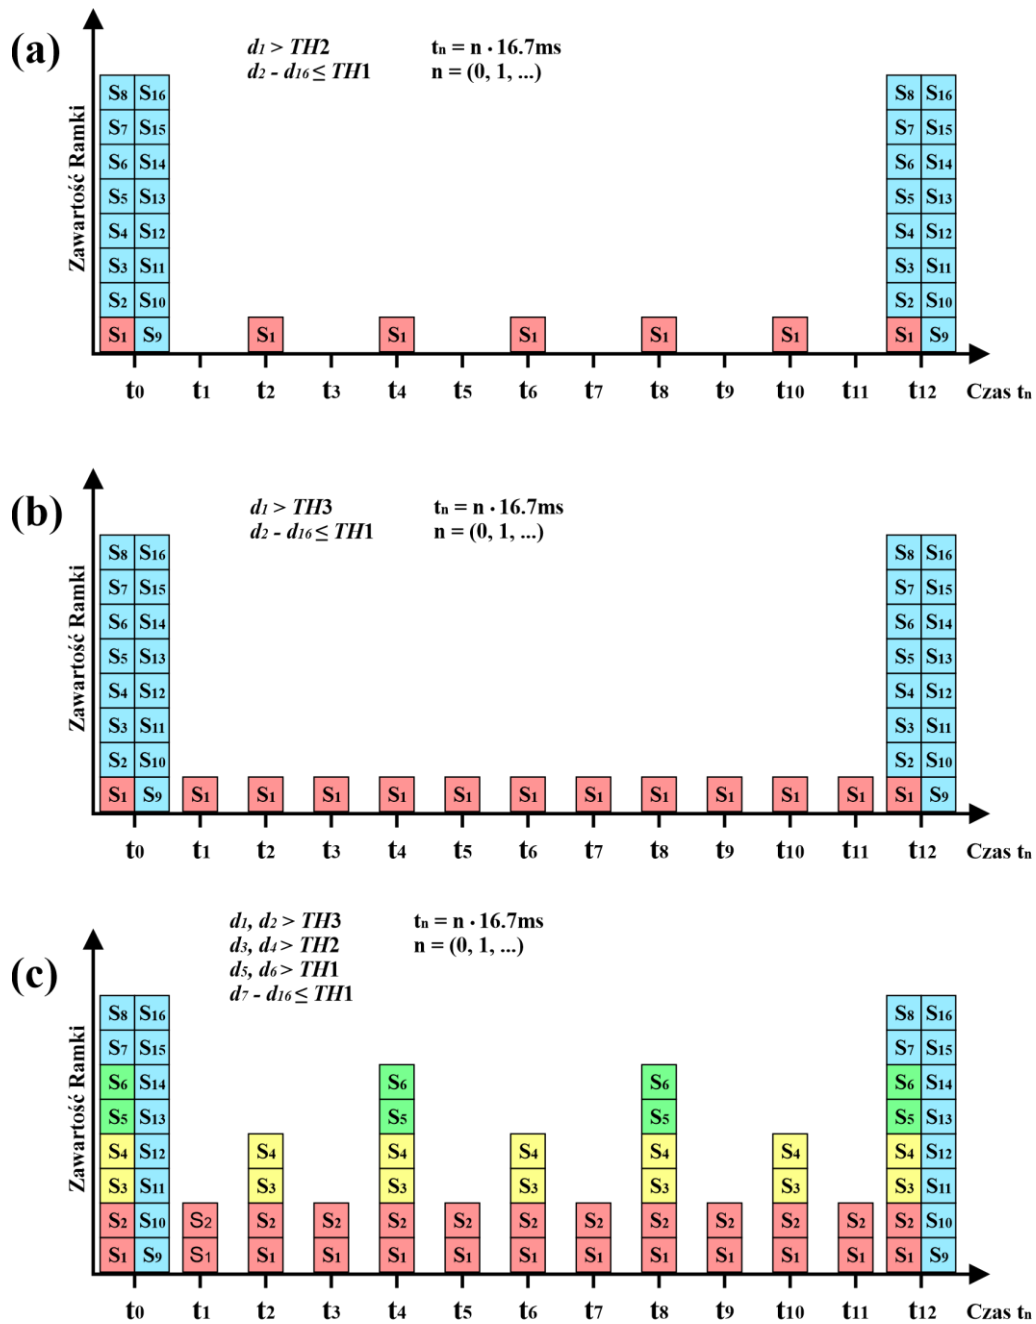 (a)
d1 > TH2 tn = n · 16.7ms
d2 - d16 ≤ TH1 n = (0, 1, ...)
Zawartość Ramki
S8 S16 S8 S16
S7 S15 S7 S15
S6 S14 S6 S14
S5 S13 S5 S13
S4 S12 S4 S12
S3 S11 S3 S11
S2 S10 S2 S10
S1 S9 S1 S1 S1 S1 S1 S1 S9
t0 t1 t2 t3 t4 t5 t6 t7 t8 t9 t10 t11 t12 Czas tn
(b)
d1 > TH3 tn = n · 16.7ms
d2 - d16 ≤ TH1 n = (0, 1, ...)
Zawartość Ramki
S8 S16 S8 S16
S7 S15 S7 S15
S6 S14 S6 S14
S5 S13 S5 S13
S4 S12 S4 S12
S3 S11 S3 S11
S2 S10 S2 S10
S1 S9 S1 S1 S1 S1 S1 S1 S1 S1 S1 S1 S1 S1 S9
t0 t1 t2 t3 t4 t5 t6 t7 t8 t9 t10 t11 t12 Czas tn
(c)
d1, d2 > TH3 tn = n · 16.7ms
d3, d4 > TH2 n = (0, 1, ...)
d5, d6 > TH1
d7 - d16 ≤ TH1
Zawartość Ramki
S8 S16 S8 S16
S7 S15 S7 S15
S6 S14 S6 S6 S6 S14
S5 S13 S5 S5 S5 S13
S4 S12 S4 S4 S4 S4 S4 S4 S12
S3 S11 S3 S3 S3 S3 S3 S3 S11
S2 S10 S2 S2 S2 S2 S2 S2 S2 S2 S2 S2 S2 S2 S10
S1 S9 S1 S1 S1 S1 S1 S1 S1 S1 S1 S1 S1 S1 S9
t0 t1 t2 t3 t4 t5 t6 t7 t8 t9 t10 t11 t12 Czas tn